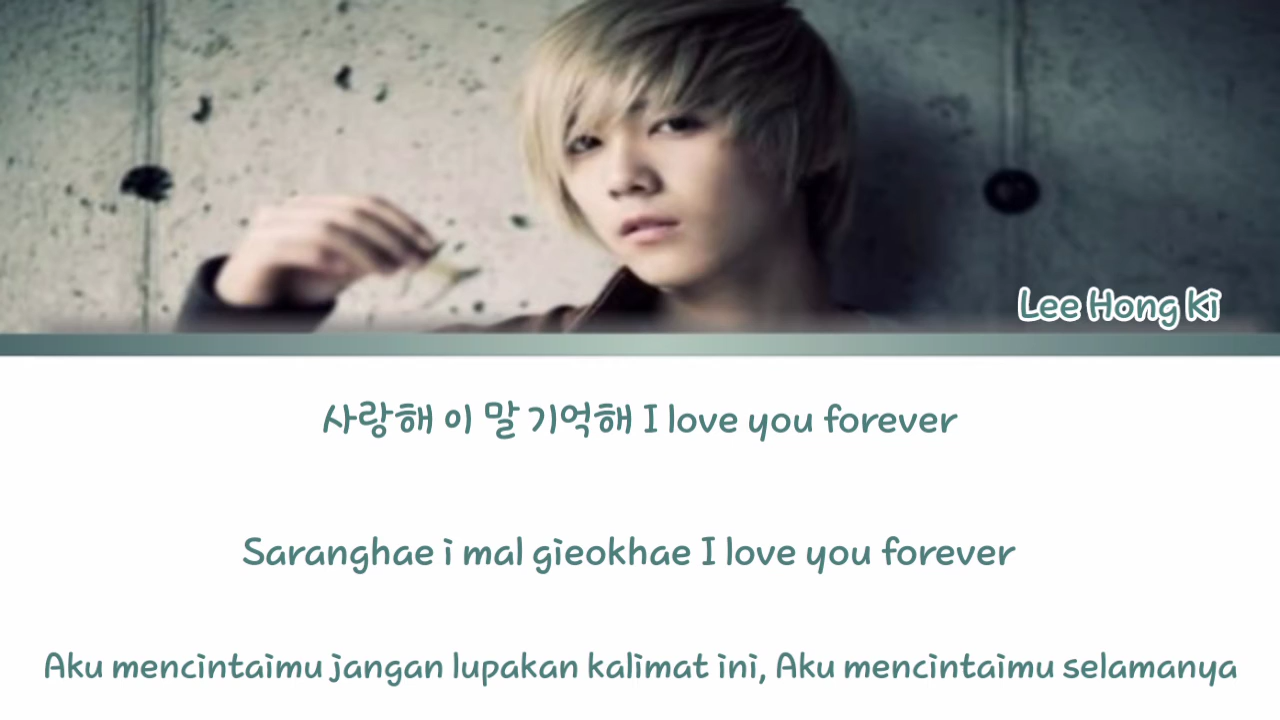 Lee Hong Ki
사랑해 이 말 기억해 I love you forever
Saranghae i mal gieokhae I love you forever
Aku mencintaimu jangan lupakan kalimat ini, Aku mencintaimu selamanya